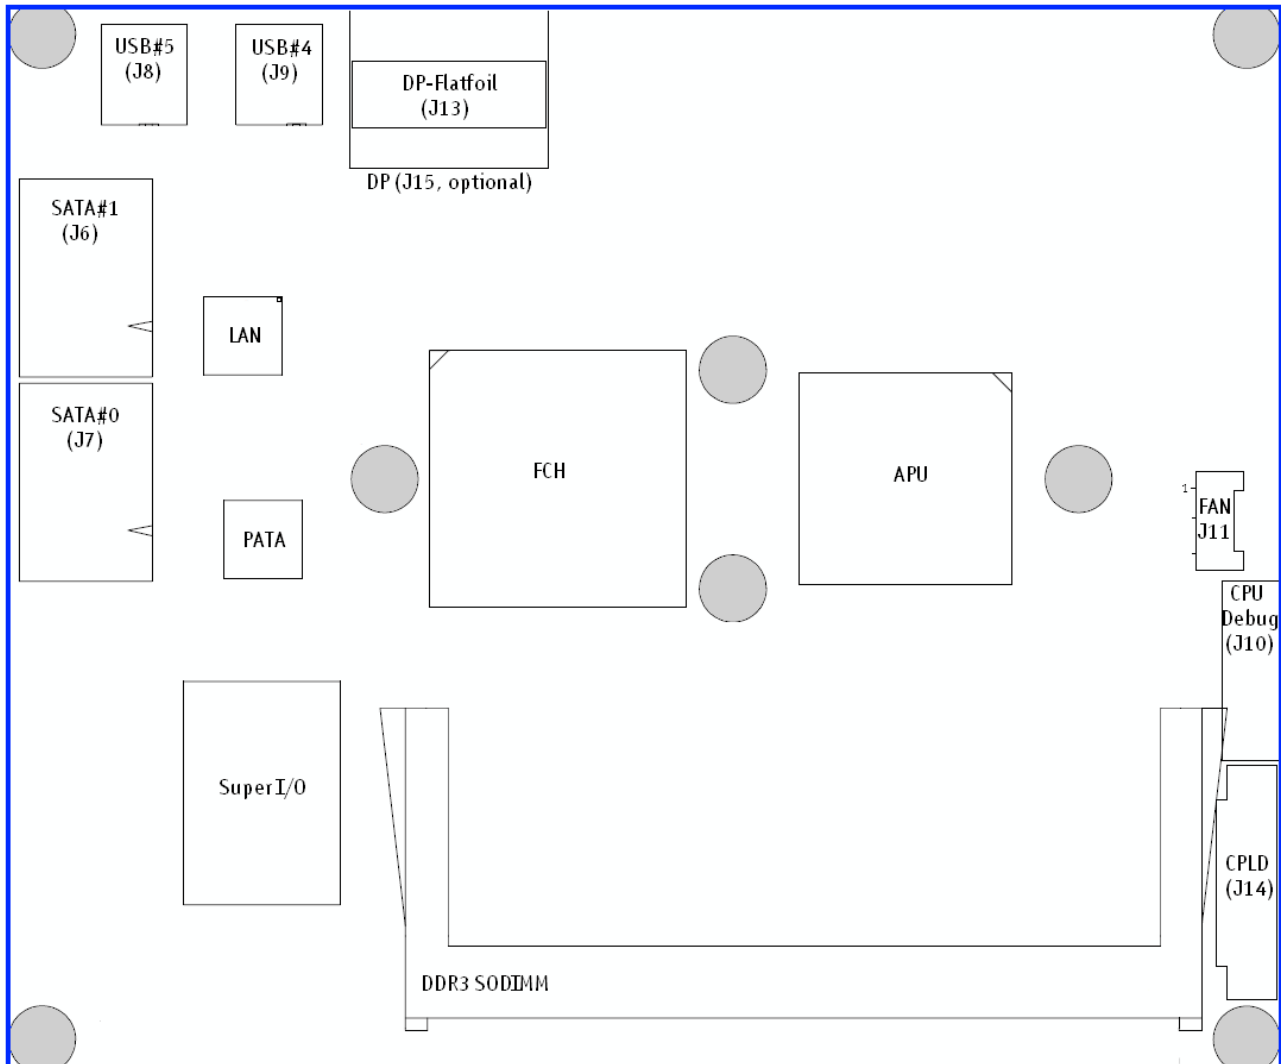 USB#5
(J8)
USB#4
(J9)
DP-Flatfoil
(J13)
DP (J15, optional)
SATA#1
(J6)
LAN
SATA#0
(J7)
FCH
APU
1
FAN
J11
PATA
CPU
Debug
(J10)
SuperI/O
CPLD
(J14)
DDR3 SODIMM